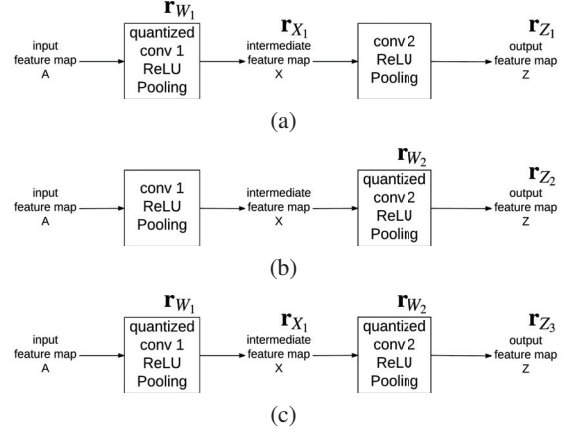 r_{W_1} r_{X_1} r_{Z_1}
input feature map A
quantized conv 1 ReLU Pooling
intermediate feature map X
conv 2 ReLU Pooling
output feature map Z
(a)
r_{W_2} r_{Z_2}
input feature map A
conv 1 ReLU Pooling
intermediate feature map X
quantized conv 2 ReLU Pooling
output feature map Z
(b)
r_{W_1} r_{X_1} r_{W_2} r_{Z_3}
input feature map A
quantized conv 1 ReLU Pooling
intermediate feature map X
quantized conv 2 ReLU Pooling
output feature map Z
(c)